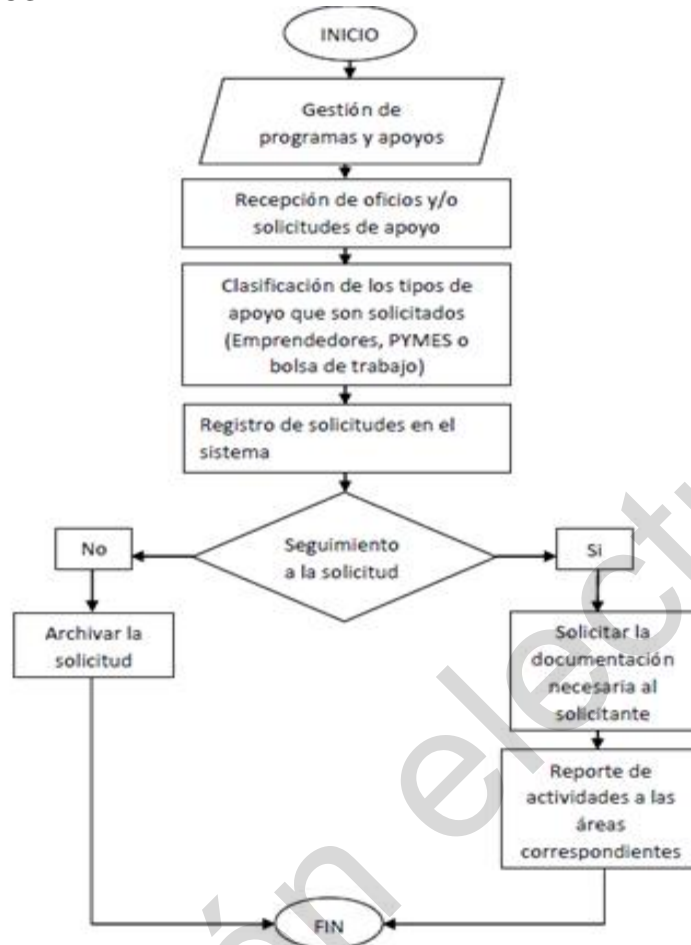 INICIO
Gestión de
programas y apoyos
Recepción de oficios y/o
solicitudes de apoyo
Clasificación de los tipos de
apoyo que son solicitados
(Emprendedores, PYMES o
bolsa de trabajo)
Registro de solicitudes en el
sistema
Seguimiento
a la solicitud
No
Archivar la
solicitud
Si
Solicitar la
documentación
necesaria al
solicitante
Reporte de
actividades a las
áreas
correspondientes
FIN